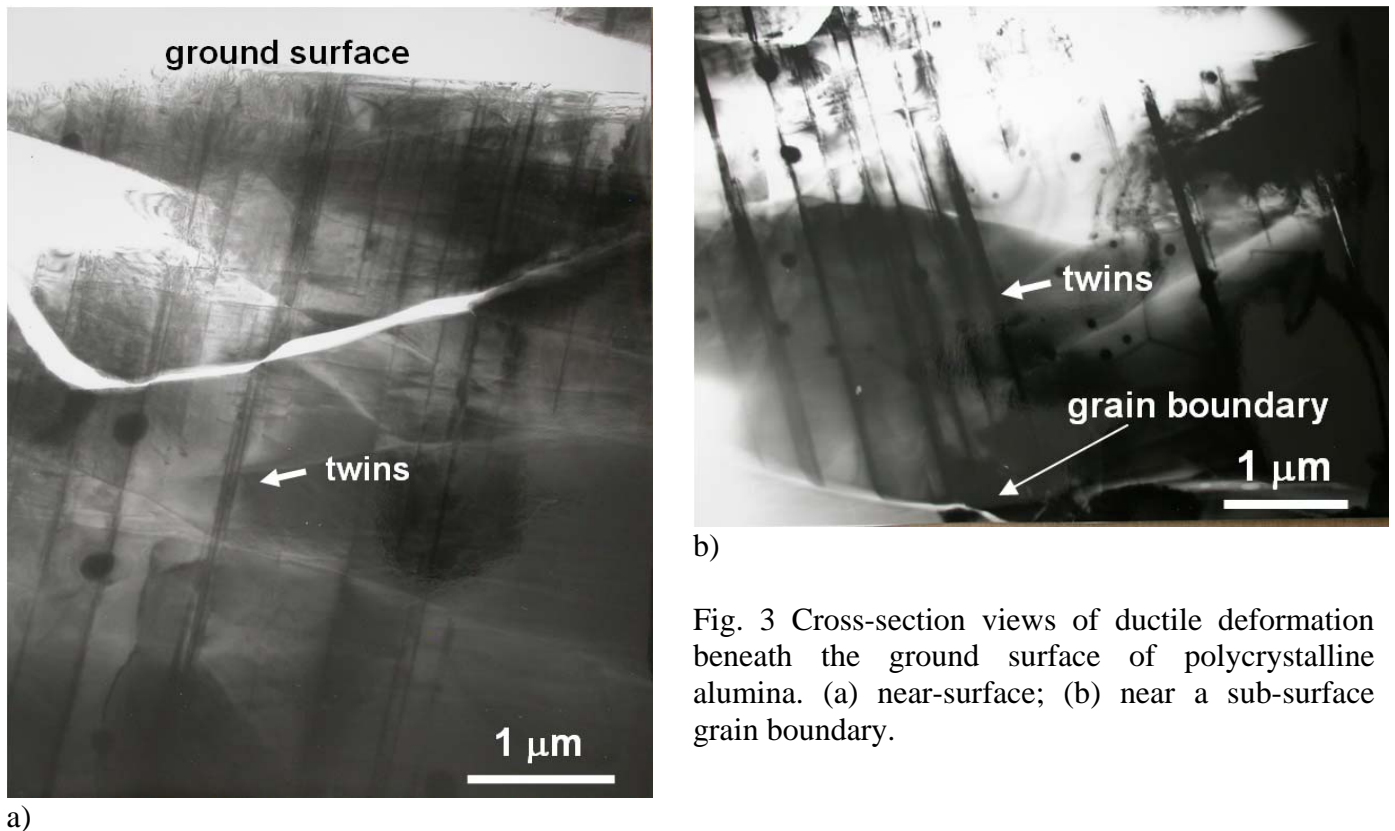 ground surface
twins
1 μm
a)
twins
grain boundary
1 μm
b)
Fig. 3 Cross-section views of ductile deformation
beneath the ground surface of polycrystalline
alumina. (a) near-surface; (b) near a sub-surface
grain boundary.